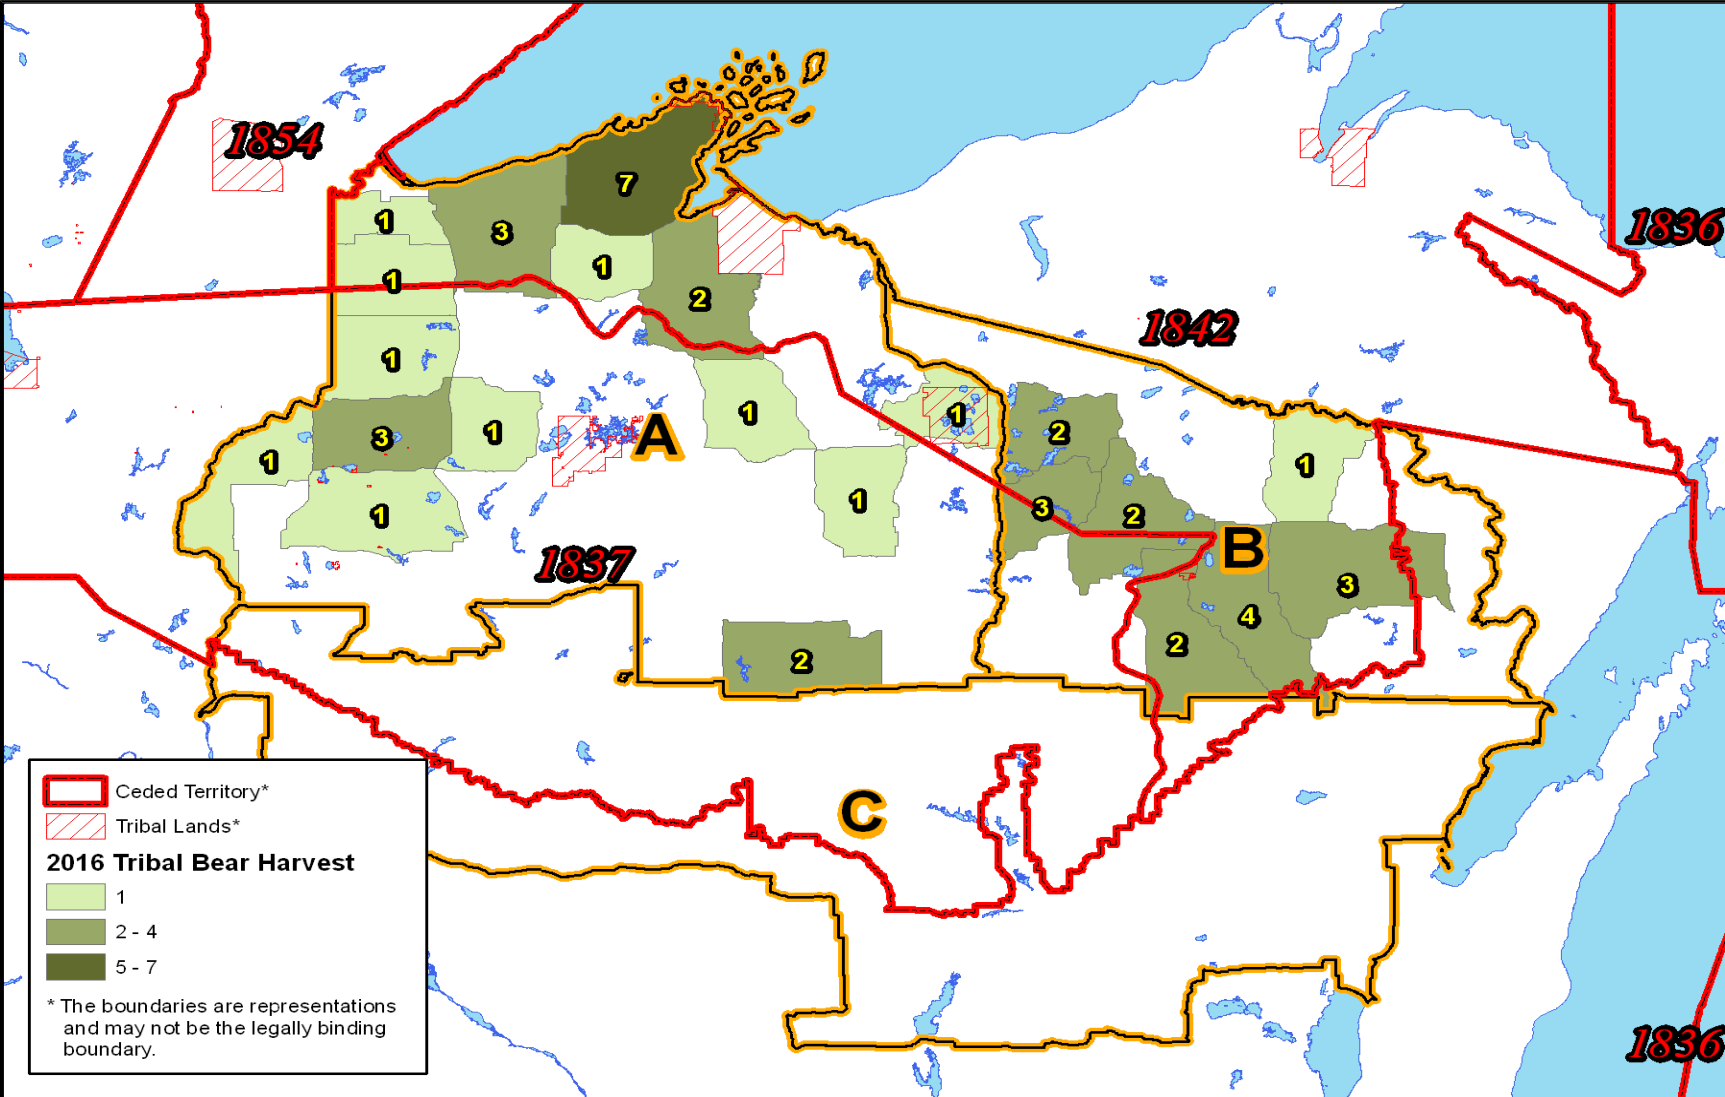 1854
1836
7
1
3
1
1
2
1842
1
1
1
2
3
1
A
1
1
1
1
3
2
1
B
1837
3
4
2
2
C
Ceded Territory*
Tribal Lands*
2016 Tribal Bear Harvest
1
2 - 4
5 - 7
* The boundaries are representations
and may not be the legally binding
boundary.
1836